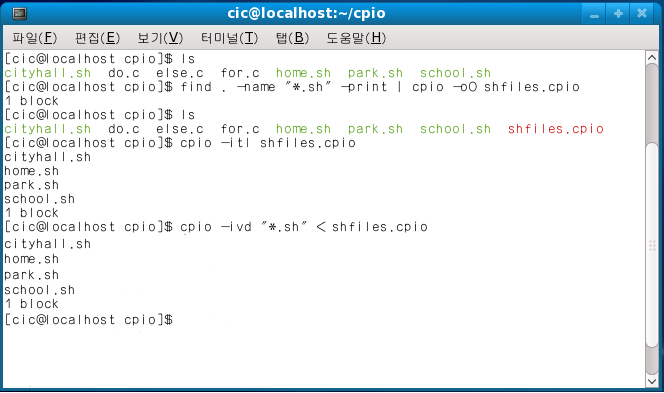 cic@localhost:~/cpio
파일(F) 편집(E) 보기(V) 터미널(T) 탭(B) 도움말(H)
[cic@localhost cpio]$ ls
cityhall.sh do.c else.c for.c home.sh park.sh school.sh
[cic@localhost cpio]$ find . -name "*.sh" -print | cpio -oO shfiles.cpio
1 block
[cic@localhost cpio]$ ls
cityhall.sh do.c else.c for.c home.sh park.sh school.sh shfiles.cpio
[cic@localhost cpio]$ cpio -itI shfiles.cpio
cityhall.sh
home.sh
park.sh
school.sh
1 block
[cic@localhost cpio]$ cpio -ivd "*.sh" < shfiles.cpio
cityhall.sh
home.sh
park.sh
school.sh
1 block
[cic@localhost cpio]$